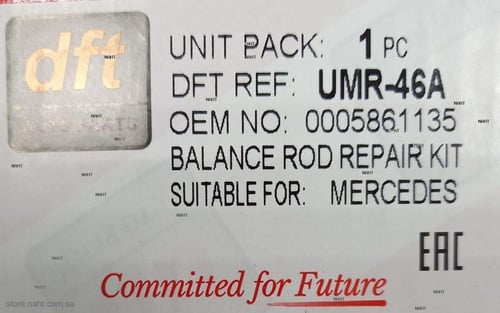 dft
UNIT PACK: 1 PC
DFT REF: UMR-46A
OEM NO: 0005861135
BALANCE ROD REPAIR KIT
SUITABLE FOR: MERCEDES
EAC
Committed for Future
store.naht.com.sa